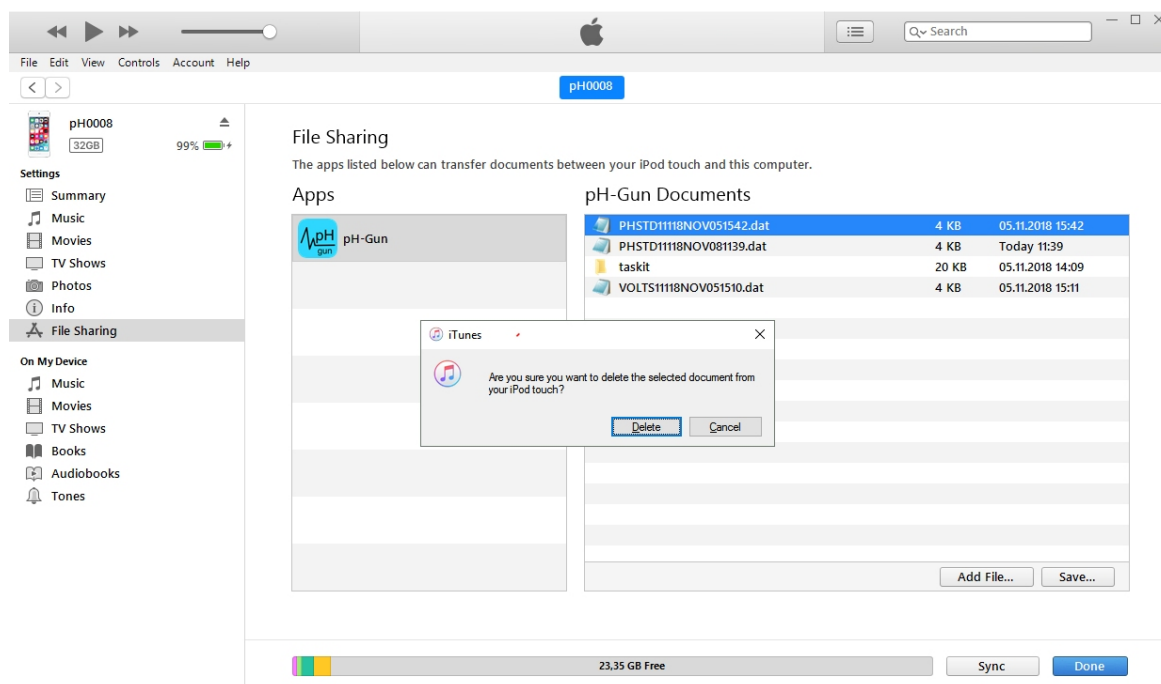 Search
File Edit View Controls Account Help
pH0008
pH0008
32GB 99%
Settings
Summary
Music
Movies
TV Shows
Photos
Info
File Sharing
On My Device
Music
Movies
TV Shows
Books
Audiobooks
Tones
File Sharing
The apps listed below can transfer documents between your iPod touch and this computer.
Apps
pH
gun
pH-Gun
pH-Gun Documents
PHSTD11118NOV051542.dat 4 KB 05.11.2018 15:42
PHSTD11118NOV081139.dat 4 KB Today 11:39
taskit 20 KB 05.11.2018 14:09
VOLTS11118NOV051510.dat 4 KB 05.11.2018 15:11
iTunes
Are you sure you want to delete the selected document from
your iPod touch?
Delete Cancel
Add File... Save...
23,35 GB Free
Sync Done